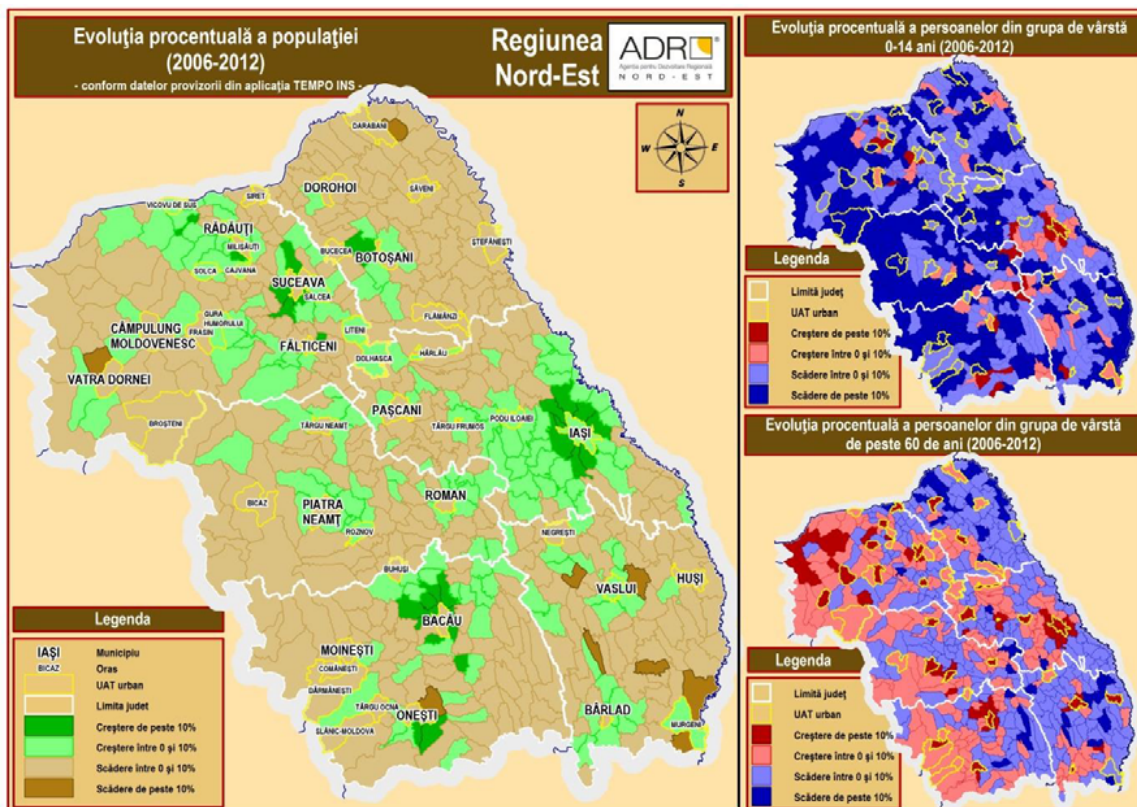 Evoluţia procentuală a populaţiei
(2006-2012)
- conform datelor provizorii din aplicaţia TEMPO INS -
Regiunea
Nord-Est
ADR
Agenţia pentru Dezvoltare Regională
NORD-EST
N
W E
S
DARABANI
DOROHOI
SĂVENI
SIRET
VICOVU DE SUS
RĂDĂUŢI
MILIŞĂUŢI
BUCECEA
BOTOŞANI
ŞTEFĂNEŞTI
SOLCA
CAJVANA
SUCEAVA
SALCEA
GURA
HUMORULUI
FRASIN
CÂMPULUNG
MOLDOVENESC
LITENI
FLĂMÂNZI
FĂLTICENI
DOLHASCA
HÂRLĂU
VATRA DORNEI
PAŞCANI
BROŞTENI
TÂRGU NEAMŢ
TÂRGU FRUMOS
PODU ILOAIEI
IAŞI
BICAZ
PIATRA
NEAMŢ
ROMAN
ROZNOV
NEGREŞTI
BUHUŞI
VASLUI
HUŞI
BACĂU
MOINEŞTI
COMĂNEŞTI
DĂRMĂNEŞTI
TÂRGU OCNA
ONEŞTI
SLĂNIC-MOLDOVA
BÂRLAD
MURGENI
Legenda
IAŞI Municipiu
BICAZ Oras
UAT urban
Limita judet
Creştere de peste 10%
Creştere între 0 şi 10%
Scădere între 0 şi 10%
Scădere de peste 10%
Evoluţia procentuală a persoanelor din grupa de vârstă
0-14 ani (2006-2012)
Legenda
Limită judeţ
UAT urban
Creştere de peste 10%
Creştere între 0 şi 10%
Scădere între 0 şi 10%
Scădere de peste 10%
Evoluţia procentuală a persoanelor din grupa de vârstă
de peste 60 de ani (2006-2012)
Legenda
Limită judeţ
UAT urban
Creştere de peste 10%
Creştere între 0 şi 10%
Scădere între 0 şi 10%
Scădere de peste 10%